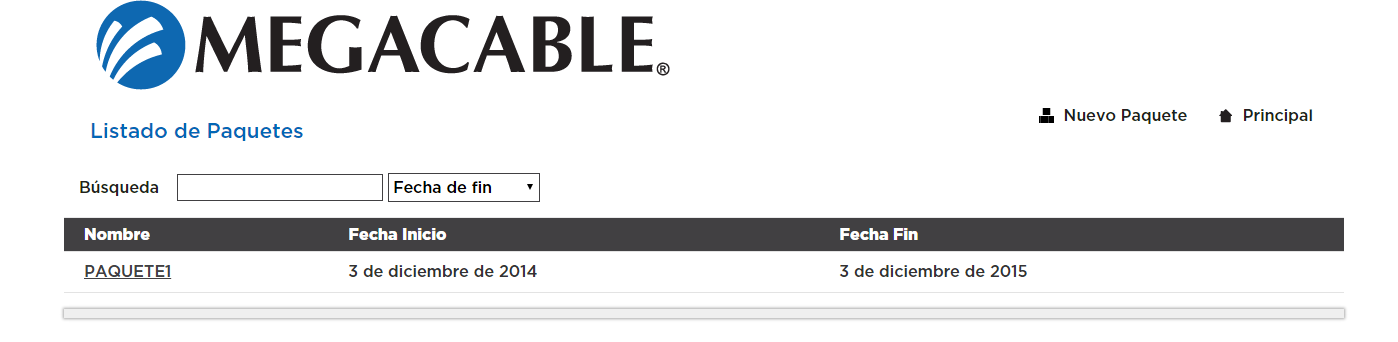 MEGACABLE®
Nuevo Paquete Principal
Listado de Paquetes
Búsqueda Fecha de fin
Nombre Fecha Inicio Fecha Fin
PAQUETE1 3 de diciembre de 2014 3 de diciembre de 2015